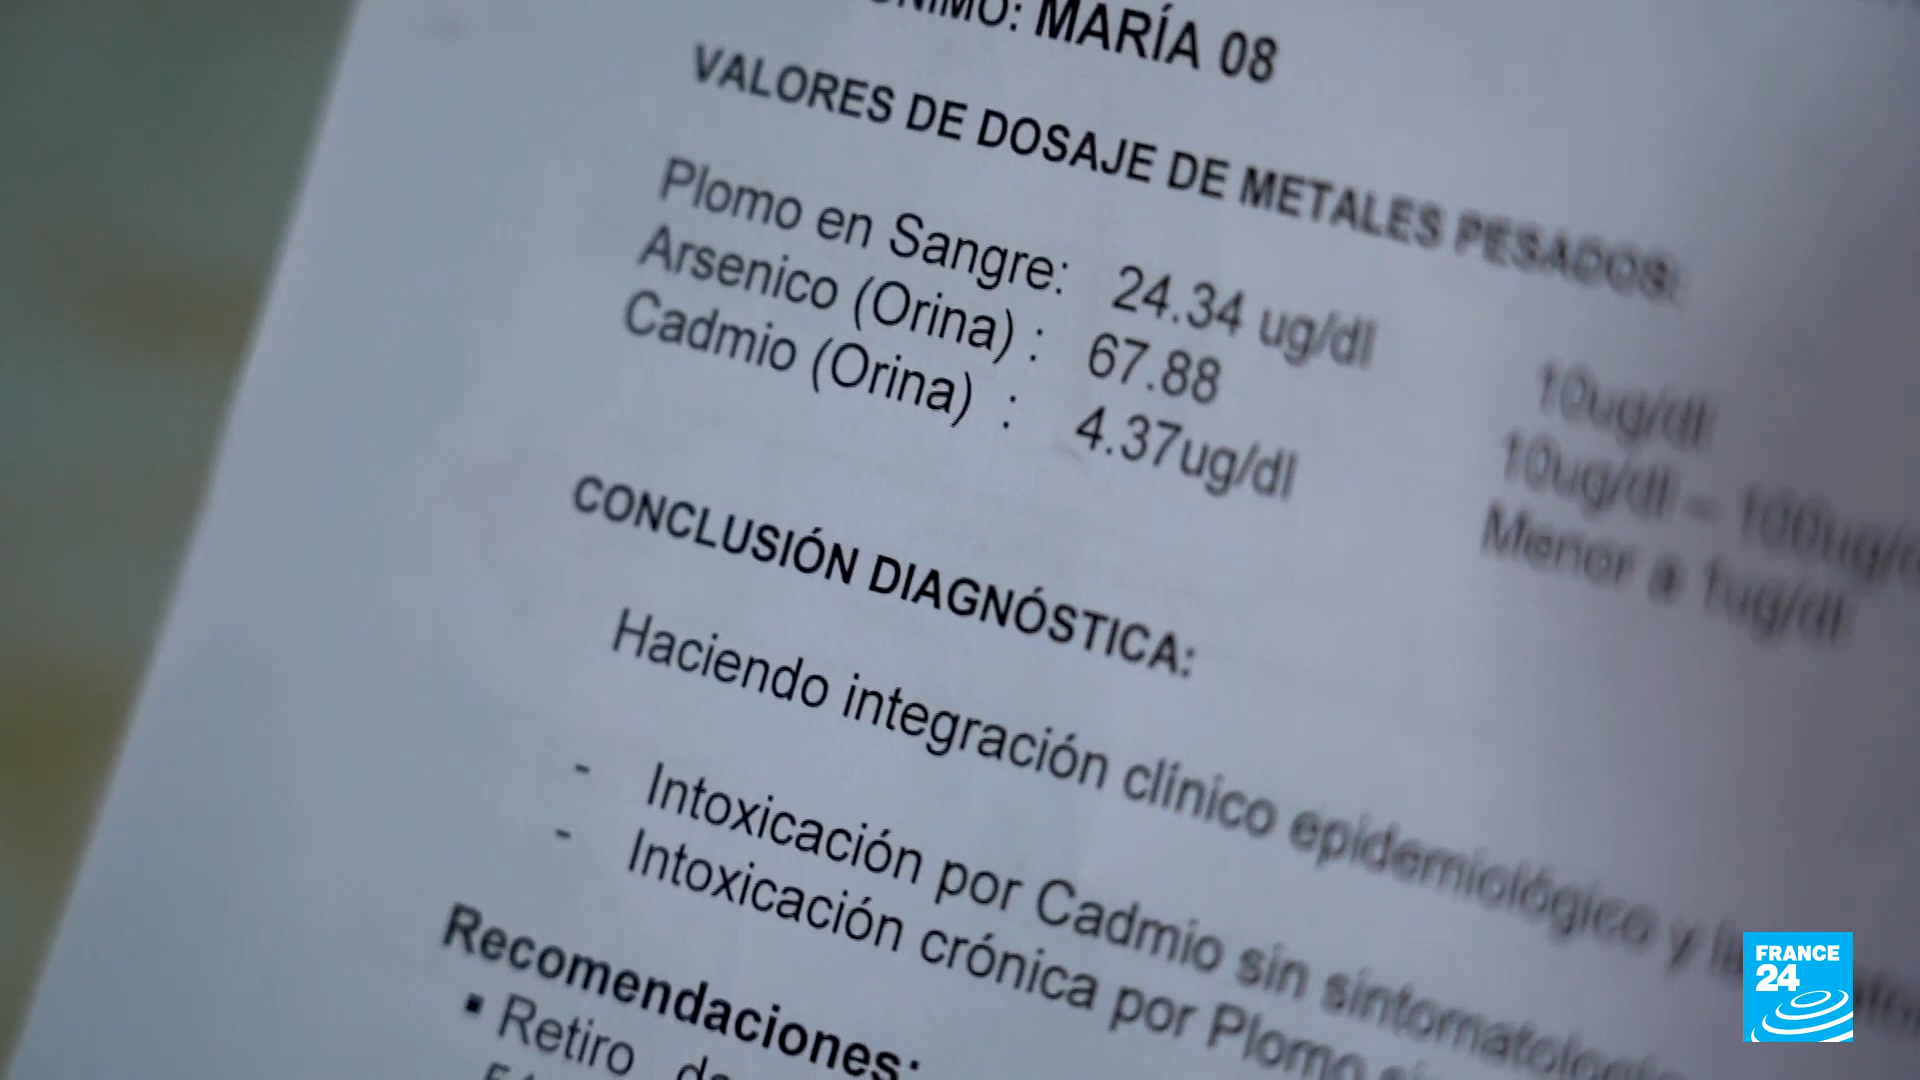 MARÍA 08
VALORES DE DOSAJE DE METALES PESADOS:
Plomo en Sangre: 24.34 ug/dl 10ug/dl
Arsenico (Orina) : 67.88 10ug/dl – 100ug/
Cadmio (Orina) : 4.37ug/dl Menor a 1ug/dl
CONCLUSIÓN DIAGNÓSTICA:
Haciendo integración clínico epidemiológico y
- Intoxicación por Cadmio sin
- Intoxicación crónica por Plomo
Recomendaciones:
▪ Retiro
FRANCE
24